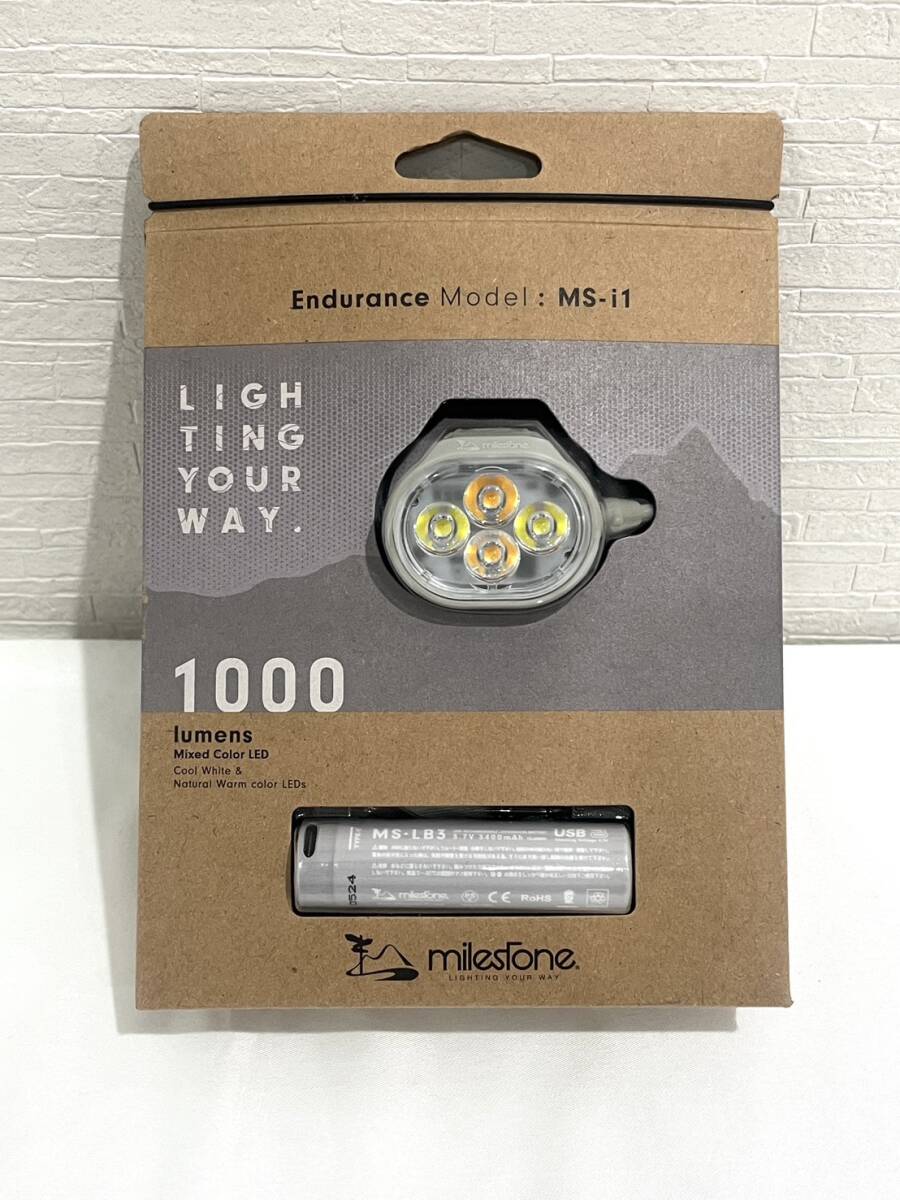 Endurance Model : MS-i1
LIGH
TING
YOUR
WAY.
milestone
1000
lumens
Mixed Color LED
Cool White &
Natural Warm color LEDs
MS-LB3
3.7V 3400mAh
USB
milestone
CE RoHS
0524
milestone
LIGHTING YOUR WAY